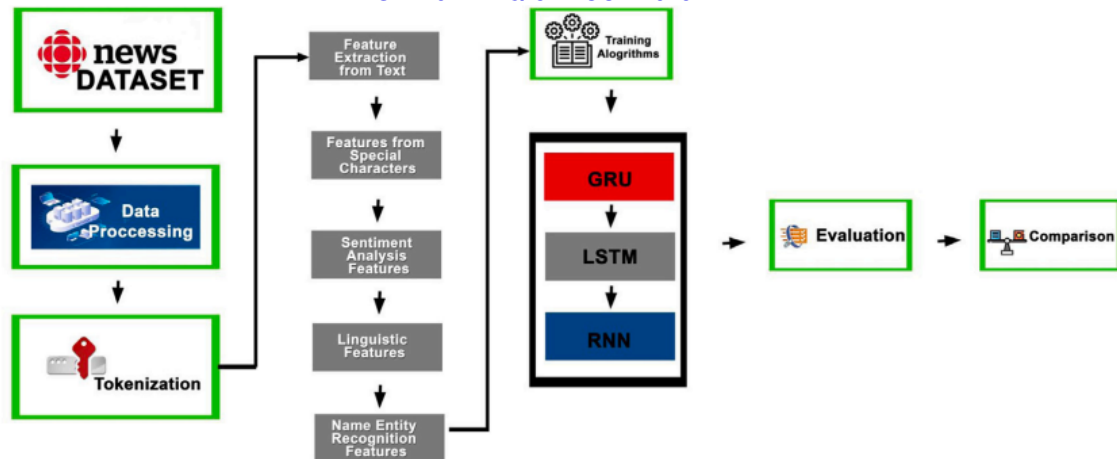 news
DATASET
Data
Proccessing
Tokenization
Feature
Extraction
from Text
Features from
Special
Characters
Sentiment
Analysis
Features
Linguistic
Features
Name Entity
Recognition
Features
Training
Alogrithms
GRU
LSTM
RNN
Evaluation
Comparison